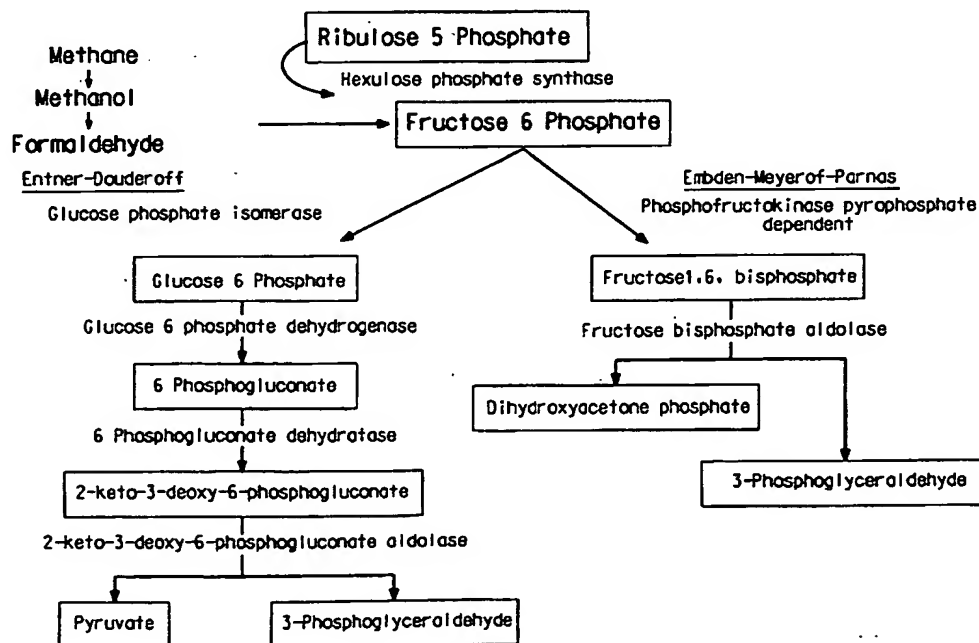 Ribulose 5 Phosphate
Methane
Hexulose phosphate synthase
Methanol
Formaldehyde
Fructose 6 Phosphate
Entner-Douderoff
Glucose phosphate isomerase
Embden-Meyerof-Parnas
Phosphofructokinase pyrophosphate
dependent
Glucose 6 Phosphate
Fructose1.6. bisphosphate
Glucose 6 phosphate dehydrogenase
Fructose bisphosphate aldolase
6 Phosphogluconate
Dihydroxyacetone phosphate
6 Phosphogluconate dehydratase
2-keto-3-deoxy-6-phosphogluconate
3-Phosphoglyceraldehyde
2-keto-3-deoxy-6-phosphogluconate aldolase
Pyruvate
3-Phosphoglyceraldehyde